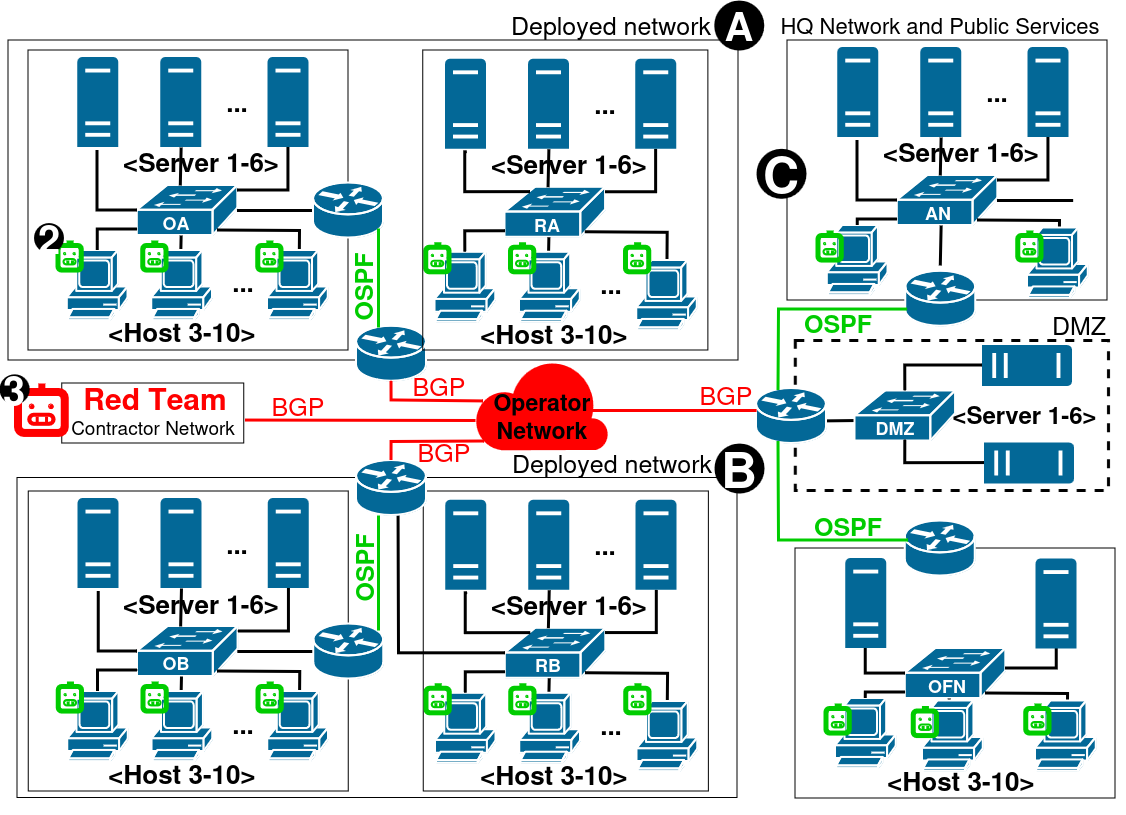 Deployed network A
HQ Network and Public Services
...
<Server 1-6>
OA
2
...
<Host 3-10>
OSPF
...
<Server 1-6>
RA
...
<Host 3-10>
C
...
<Server 1-6>
AN
OSPF
DMZ
<Server 1-6>
DMZ
3
Red Team
Contractor Network
BGP
BGP
Operator
Network
BGP
BGP
Deployed network B
...
<Server 1-6>
OB
...
<Host 3-10>
OSPF
...
<Server 1-6>
RB
...
<Host 3-10>
OSPF
OFN
<Host 3-10>